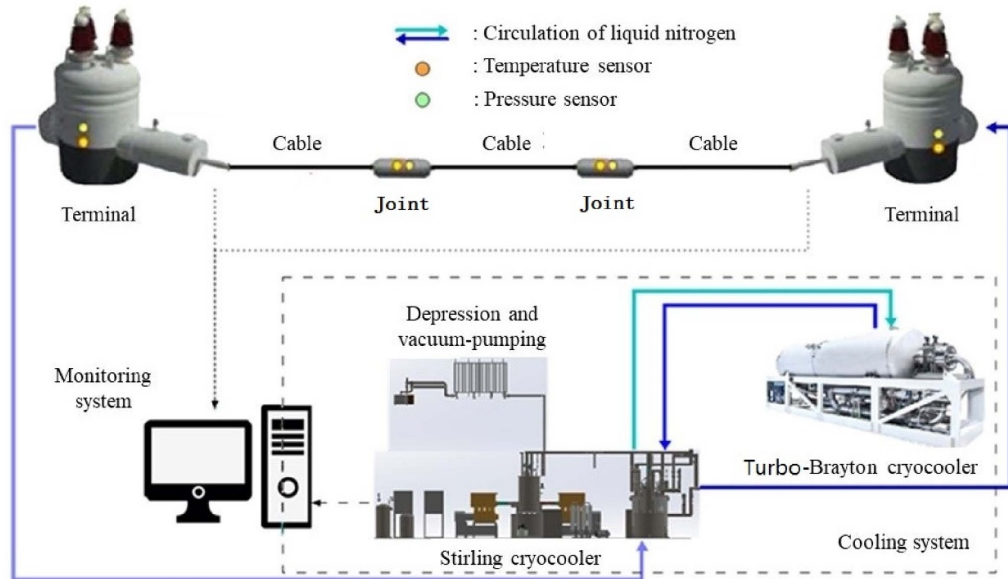 : Circulation of liquid nitrogen
: Temperature sensor
: Pressure sensor
Cable
Cable
Cable
Joint
Joint
Terminal
Terminal
Depression and
vacuum-pumping
Monitoring
system
Turbo-Brayton cryocooler
Stirling cryocooler
Cooling system